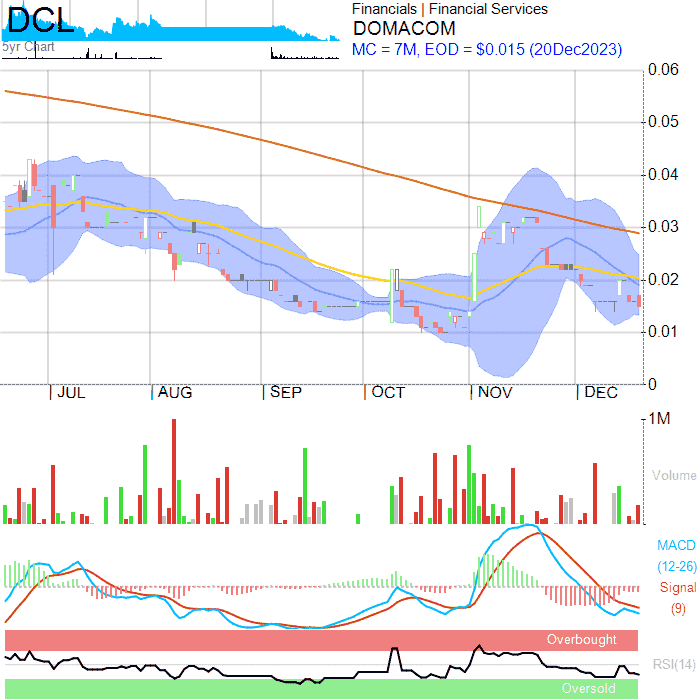 DCL
5yr Chart
Financials | Financial Services
DOMACOM
MC = 7M, EOD = $0.015 (20Dec2023)
0.06
0.05
0.04
0.03
0.02
0.01
0
JUL
AUG
SEP
OCT
NOV
DEC
1M
Volume
MACD
(12-26)
Signal
(9)
Overbought
RSI(14)
Oversold